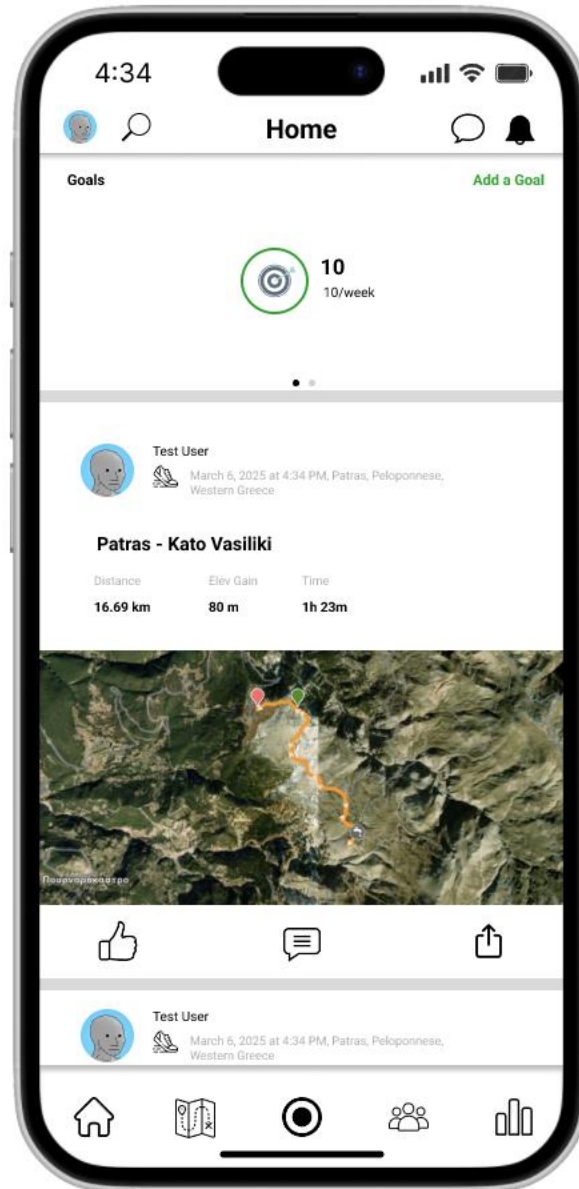 4:34
Home
Goals
Add a Goal
10
10/week
Test User
March 6, 2025 at 4:34 PM, Patras, Peloponnese,
Western Greece
Patras - Kato Vasiliki
Distance Elev Gain Time
16.69 km 80 m 1h 23m
Πουρναρόκαστρο
Test User
March 6, 2025 at 4:34 PM, Patras, Peloponnese,
Western Greece